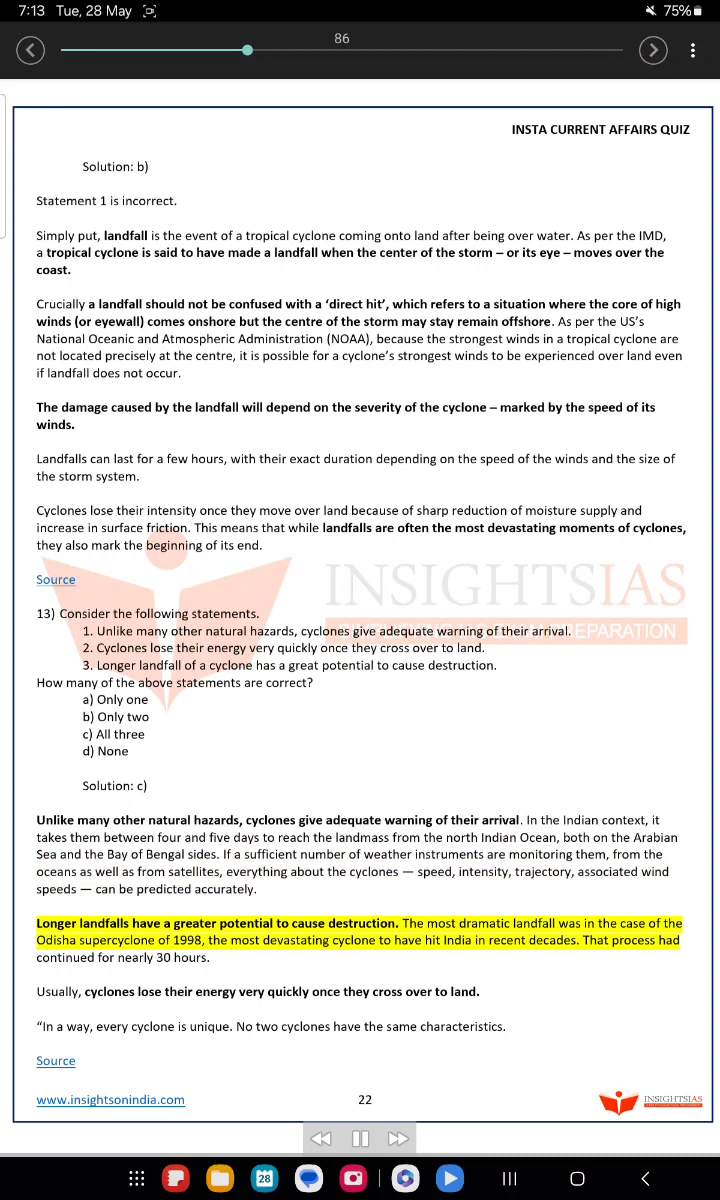 7:13 Tue, 28 May
75%
86
INSTA CURRENT AFFAIRS QUIZ
Solution: b)
Statement 1 is incorrect.
Simply put, landfall is the event of a tropical cyclone coming onto land after being over water. As per the IMD,
a tropical cyclone is said to have made a landfall when the center of the storm – or its eye – moves over the
coast.
Crucially a landfall should not be confused with a ‘direct hit’, which refers to a situation where the core of high
winds (or eyewall) comes onshore but the centre of the storm may stay remain offshore. As per the US’s
National Oceanic and Atmospheric Administration (NOAA), because the strongest winds in a tropical cyclone are
not located precisely at the centre, it is possible for a cyclone’s strongest winds to be experienced over land even
if landfall does not occur.
The damage caused by the landfall will depend on the severity of the cyclone – marked by the speed of its
winds.
Landfalls can last for a few hours, with their exact duration depending on the speed of the winds and the size of
the storm system.
Cyclones lose their intensity once they move over land because of sharp reduction of moisture supply and
increase in surface friction. This means that while landfalls are often the most devastating moments of cyclones,
they also mark the beginning of its end.
Source
INSIGHTSIAS
13) Consider the following statements.
1. Unlike many other natural hazards, cyclones give adequate warning of their arrival.
2. Cyclones lose their energy very quickly once they cross over to land.
3. Longer landfall of a cyclone has a great potential to cause destruction.
How many of the above statements are correct?
a) Only one
b) Only two
c) All three
d) None
Solution: c)
Unlike many other natural hazards, cyclones give adequate warning of their arrival. In the Indian context, it
takes them between four and five days to reach the landmass from the north Indian Ocean, both on the Arabian
Sea and the Bay of Bengal sides. If a sufficient number of weather instruments are monitoring them, from the
oceans as well as from satellites, everything about the cyclones — speed, intensity, trajectory, associated wind
speeds — can be predicted accurately.
Longer landfalls have a greater potential to cause destruction. The most dramatic landfall was in the case of the
Odisha supercyclone of 1998, the most devastating cyclone to have hit India in recent decades. That process had
continued for nearly 30 hours.
Usually, cyclones lose their energy very quickly once they cross over to land.
“In a way, every cyclone is unique. No two cyclones have the same characteristics.
Source
www.insightsonindia.com
22
INSIGHTSIAS
28